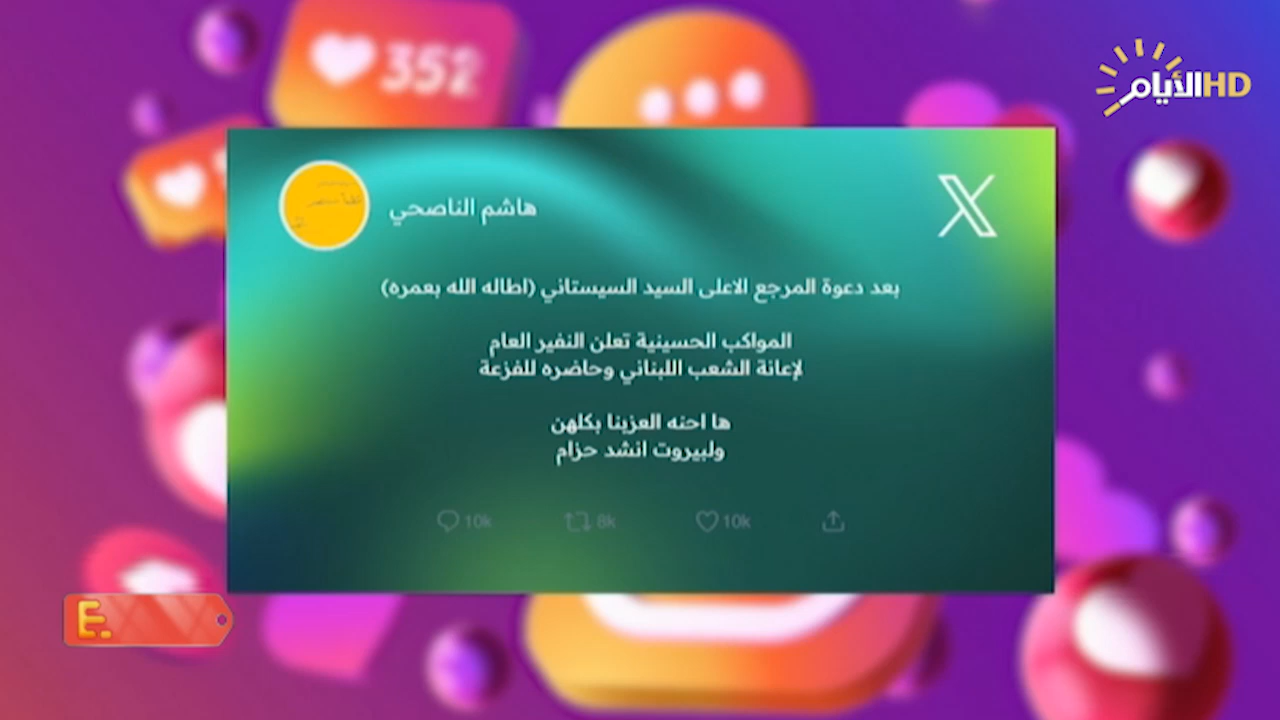 352
الأيامHD
هاشم الناصحي
X
بعد دعوة المرجع الاعلى السيد السيستاني (اطاله الله بعمره)
المواكب الحسينية تعلن النفير العام
لإعانة الشعب اللبناني وحاضره للفزعة
ها احنه العزينا بكلهن
ولبيروت انشد حزام
10k 8k 10k
E.